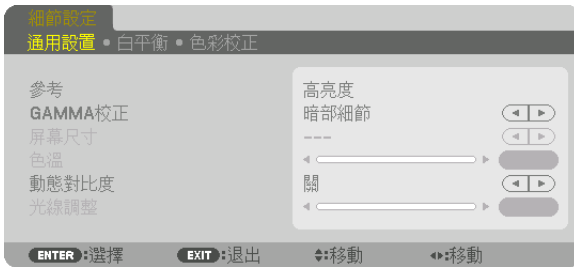 細節設定
通用設置 • 白平衡 • 色彩校正
參考 高亮度
GAMMA校正 暗部細節
屏幕尺寸 ---
色溫
動態對比度 關
光線調整
ENTER:選擇 EXIT:退出 :移動 :移動